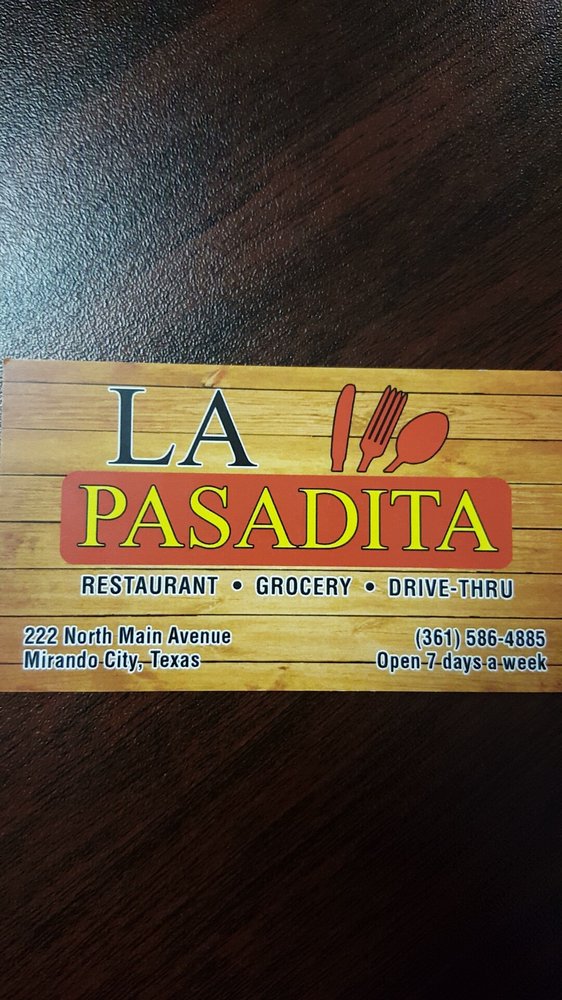 LA
PASADITA
RESTAURANT • GROCERY • DRIVE-THRU
222 North Main Avenue
Mirando City, Texas
(361) 586-4885
Open 7 days a week